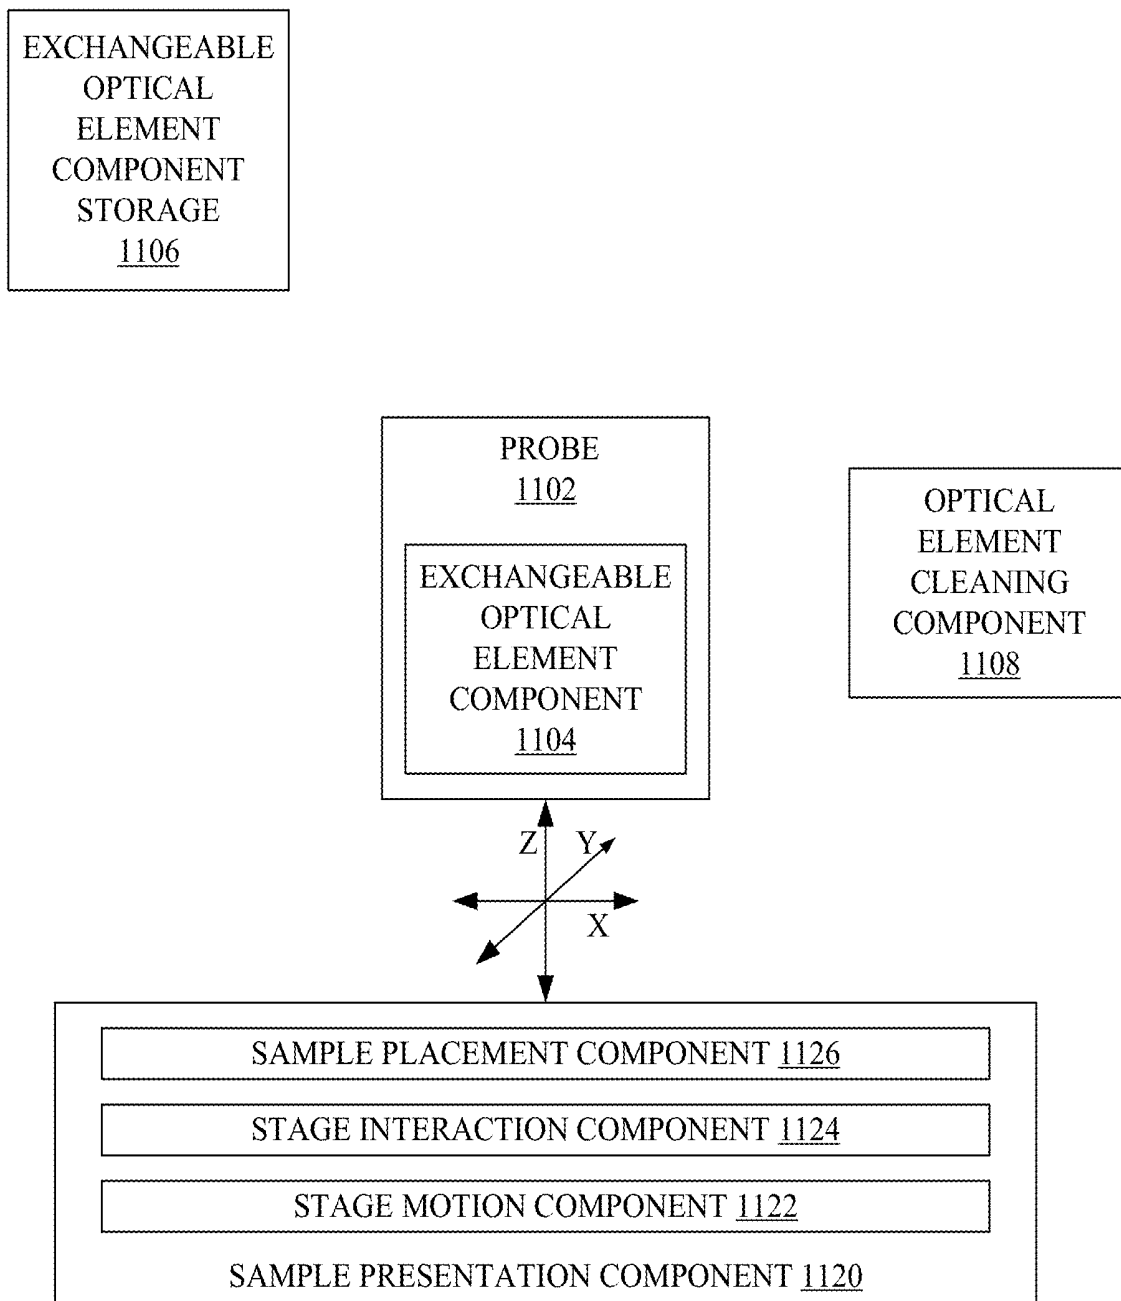 EXCHANGEABLE
OPTICAL
ELEMENT
COMPONENT
STORAGE
1106
PROBE
1102
EXCHANGEABLE
OPTICAL
ELEMENT
COMPONENT
1104
OPTICAL
ELEMENT
CLEANING
COMPONENT
1108
Z
Y
X
SAMPLE PLACEMENT COMPONENT 1126
STAGE INTERACTION COMPONENT 1124
STAGE MOTION COMPONENT 1122
SAMPLE PRESENTATION COMPONENT 1120